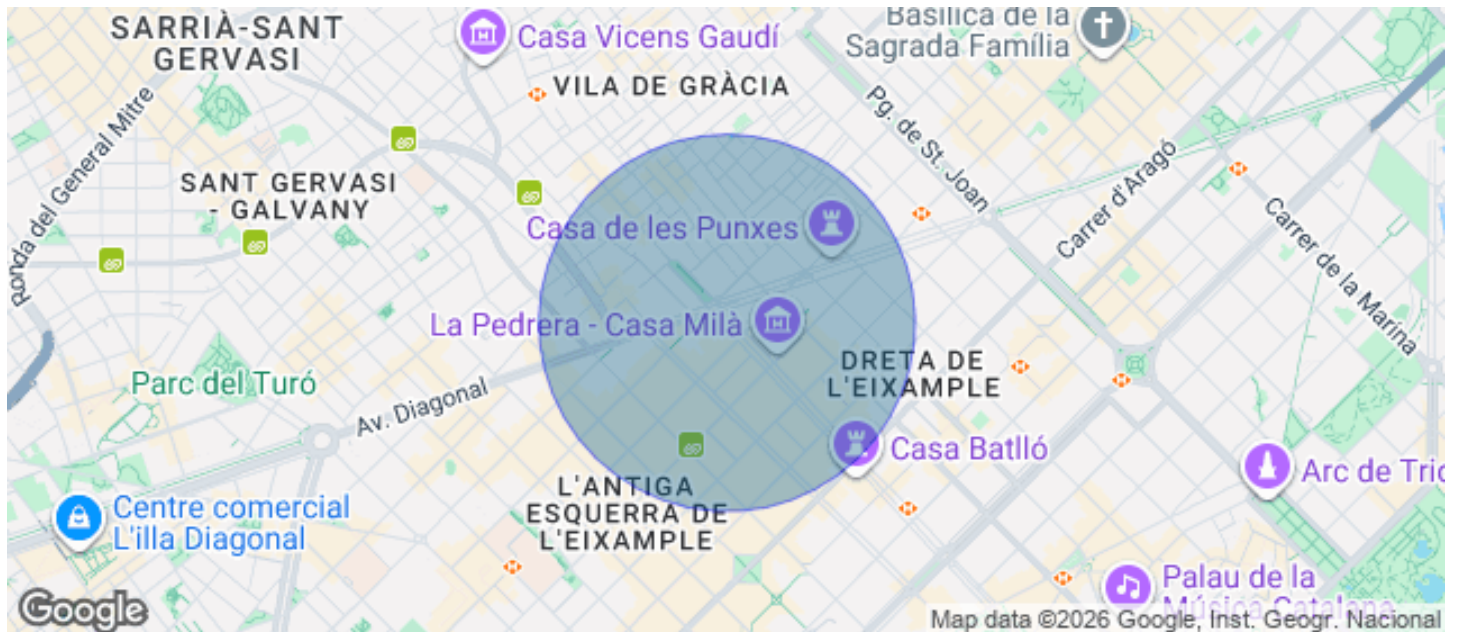 SARRIÀ-SANT
GERVASI
Casa Vicens Gaudí
Basílica de la
Sagrada Família
VILA DE GRÀCIA
Ronda del General Mitre
Pg. de St. Joan
Carrer d'Aragó
SANT GERVASI
- GALVANY
Carrer de la Marina
Casa de les Punxes
La Pedrera - Casa Milà
DRETA DE
L'EIXAMPLE
Parc del Turó
Av. Diagonal
Casa Batlló
Arc de Trio
L'ANTIGA
ESQUERRA DE
L'EIXAMPLE
Centre comercial
L'illa Diagonal
Palau de la
Música Catalana
Google
Map data ©2026 Google, Inst. Geogr. Nacional